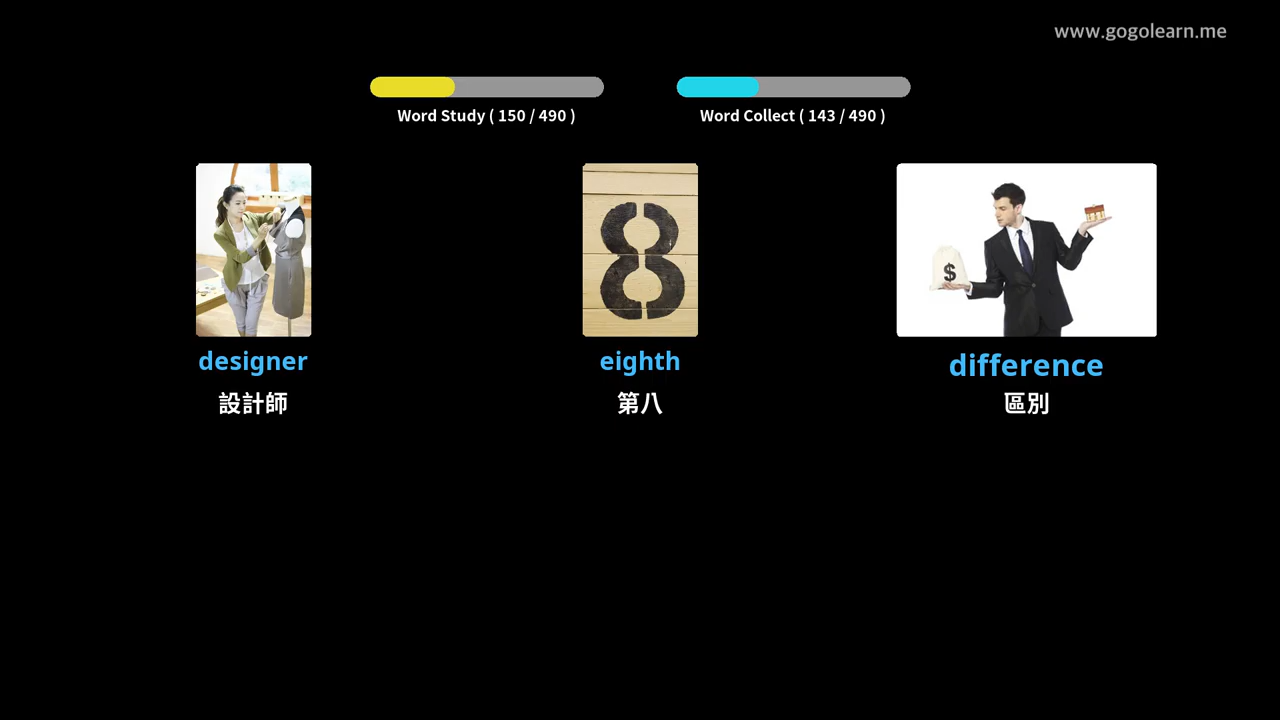 www.gogolearn.me
Word Study ( 150 / 490 )
Word Collect ( 143 / 490 )
$
8
designer
eighth
difference
設計師
第八
區別